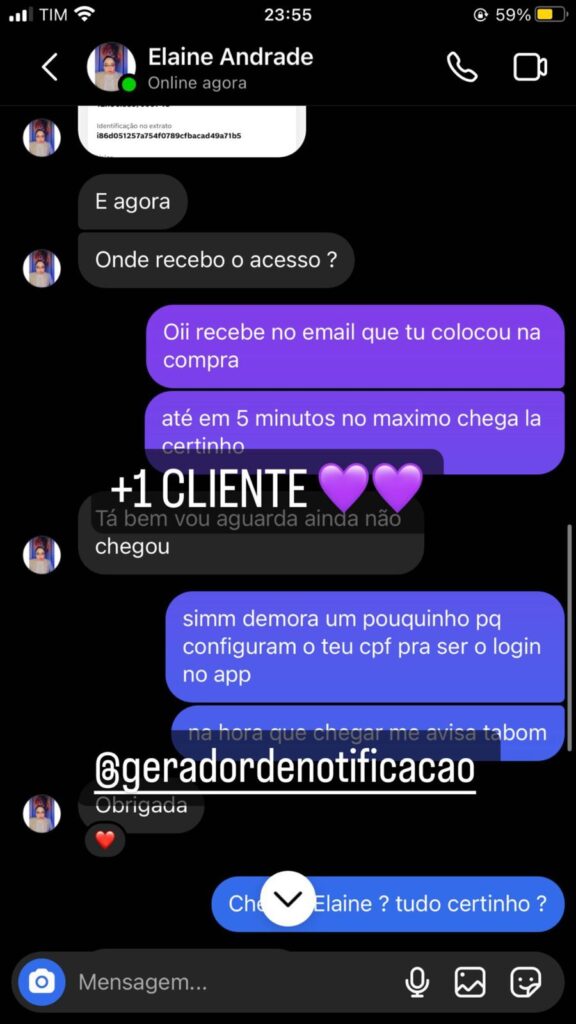 TIM
23:55
59%
Elaine Andrade
Online agora
Identificação no extrato
i86d051257a754f0789cfbacad49a71b5
E agora
Onde recebo o acesso ?
Oii recebe no email que tu colocou na
compra
até em 5 minutos no maximo chega la
certinho
+1 CLIENTE 💜💜
Tá bem vou aguarda ainda não
chegou
simm demora um pouquinho pq
configuram o teu cpf pra ser o login
no app
na hora que chegar me avisa tabom
@geradordenotificacao
Obrigada
❤️
Elaine ? tudo certinho ?
Mensagem...